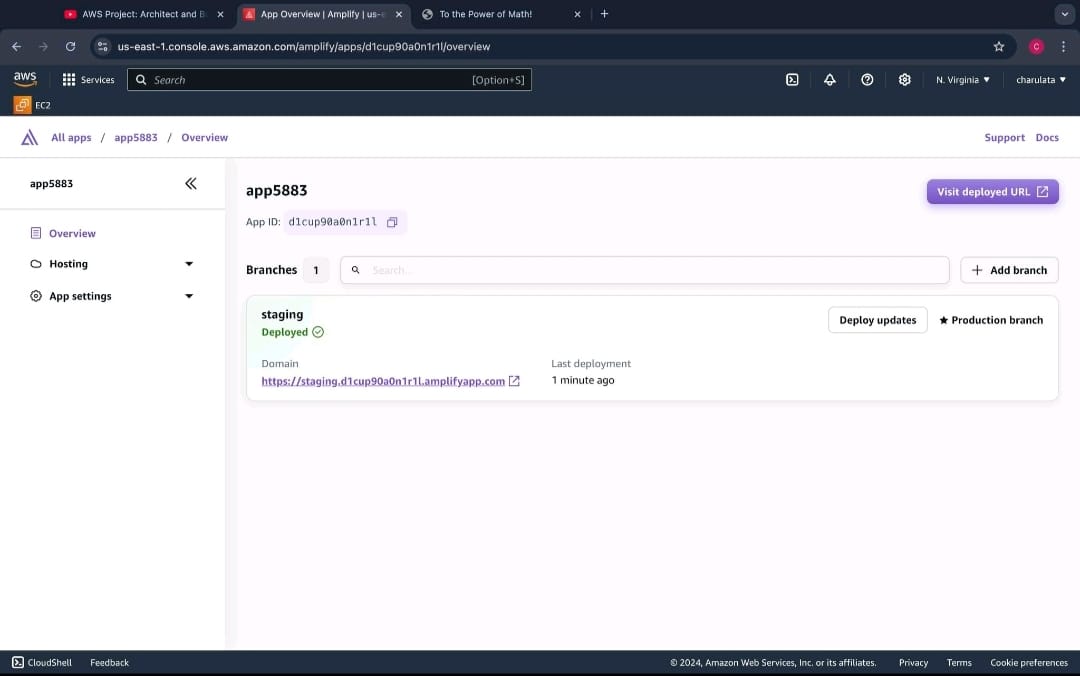 AWS Project: Architect and B
App Overview | Amplify | us-e
To the Power of Math!
us-east-1.console.aws.amazon.com/amplify/apps/d1cup90a0n1r1l/overview
C
aws
Services
Search
[Option+S]
N. Virginia
charulata
EC2
All apps / app5883 / Overview
Support
Docs
app5883
Overview
Hosting
App settings
app5883
Visit deployed URL
App ID: d1cup90a0n1r1l
Branches 1
Search...
Add branch
staging
Deployed
Deploy updates
Production branch
Domain
https://staging.d1cup90a0n1r1l.amplifyapp.com
Last deployment
1 minute ago
CloudShell
Feedback
© 2024, Amazon Web Services, Inc. or its affiliates.
Privacy
Terms
Cookie preferences